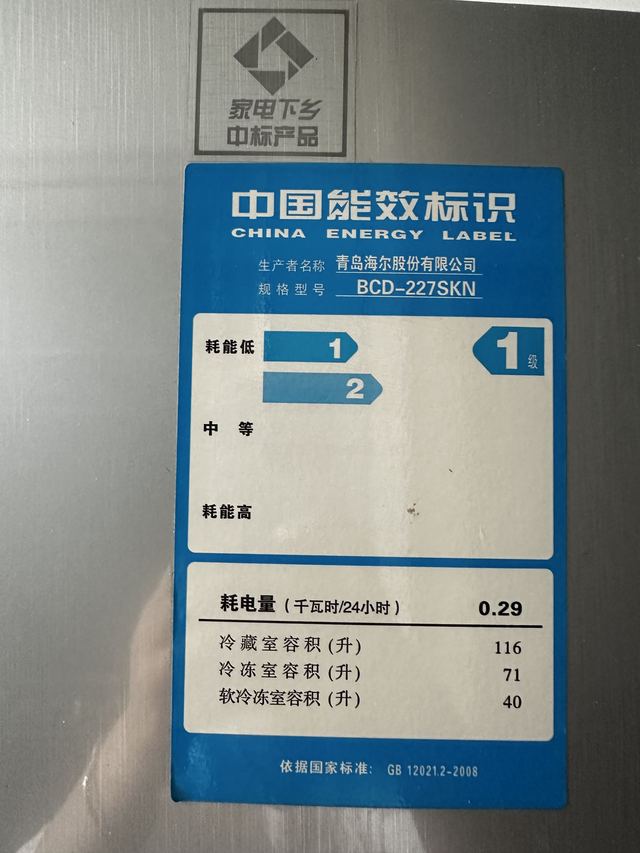 家电下乡
中标产品
中国能效标识
CHINA ENERGY LABEL
生产者名称 青岛海尔股份有限公司
规格型号 BCD-227SKN
耗能低 1 1级
2
中 等
耗能高
耗电量（千瓦时/24小时） 0.29
冷藏室容积(升) 116
冷冻室容积(升) 71
软冷冻室容积(升) 40
依据国家标准: GB 12021.2-2008